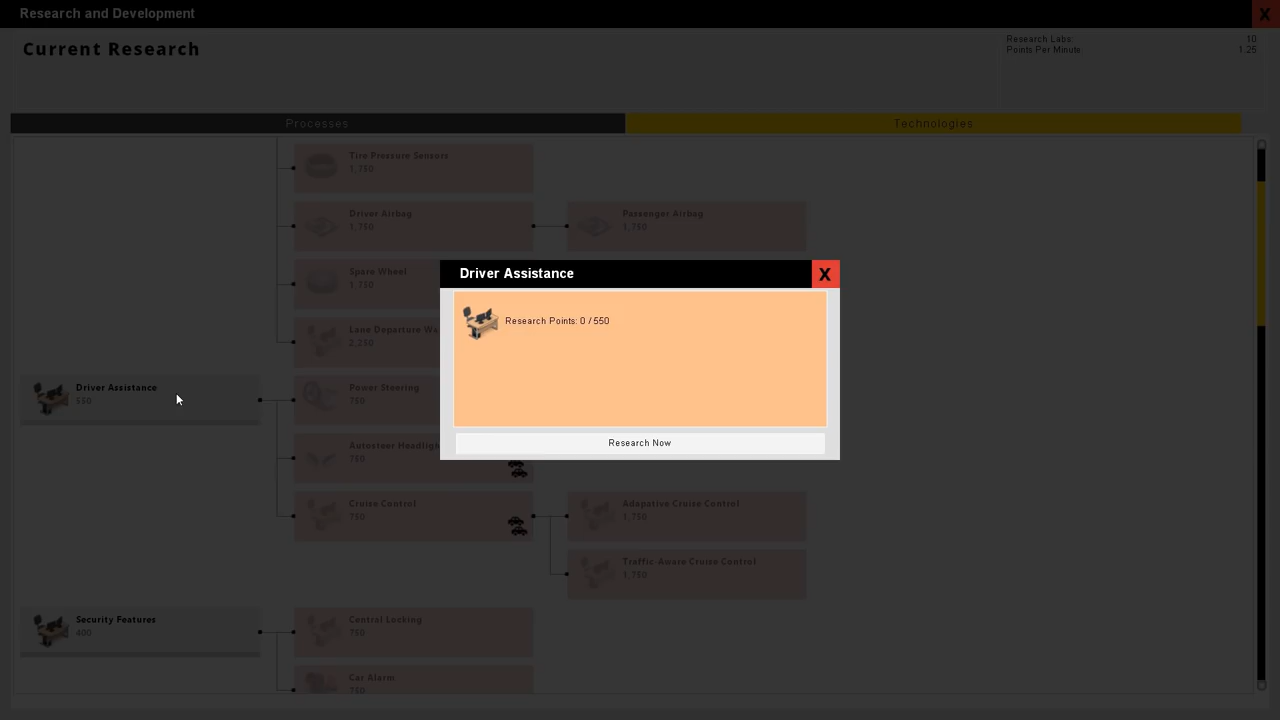 Research and Development
X
Current Research
Research Labs: 10
Points Per Minute: 1.25
Processes
Technologies
Tire Pressure Sensors
1,750
Driver Airbag
1,750
Passenger Airbag
1,750
Spare Wheel
1,750
Driver Assistance
X
Research Points: 0 / 550
Research Now
Lane Departure Wa
2,250
Driver Assistance
550
Power Steering
750
Autosteer Headligh
750
Cruise Control
750
Adapative Cruise Control
1,750
Traffic-Aware Cruise Control
1,750
Security Features
400
Central Locking
750
Car Alarm
750